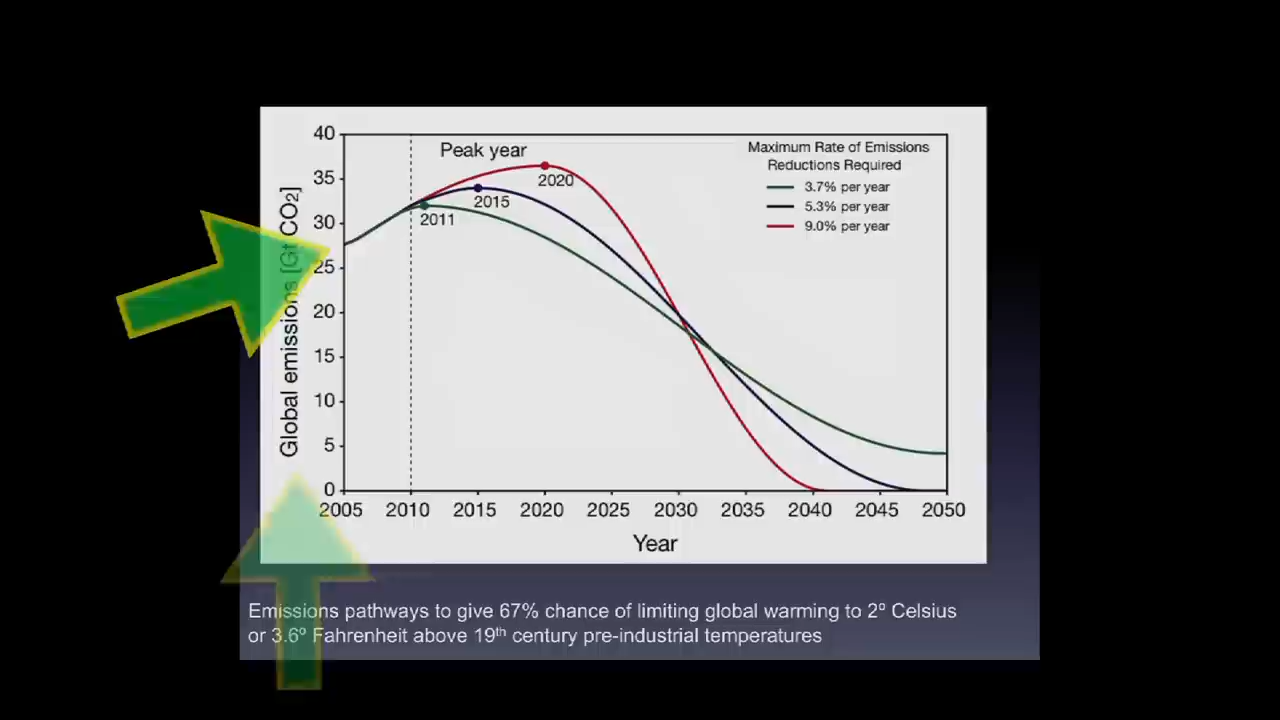 40
35
30
25
20
15
10
5
0
Global emissions [Gt CO2]
Peak year
2020
2015
2011
Maximum Rate of Emissions
Reductions Required
3.7% per year
5.3% per year
9.0% per year
2005 2010 2015 2020 2025 2030 2035 2040 2045 2050
Year
Emissions pathways to give 67% chance of limiting global warming to 2º Celsius
or 3.6º Fahrenheit above 19th century pre-industrial temperatures